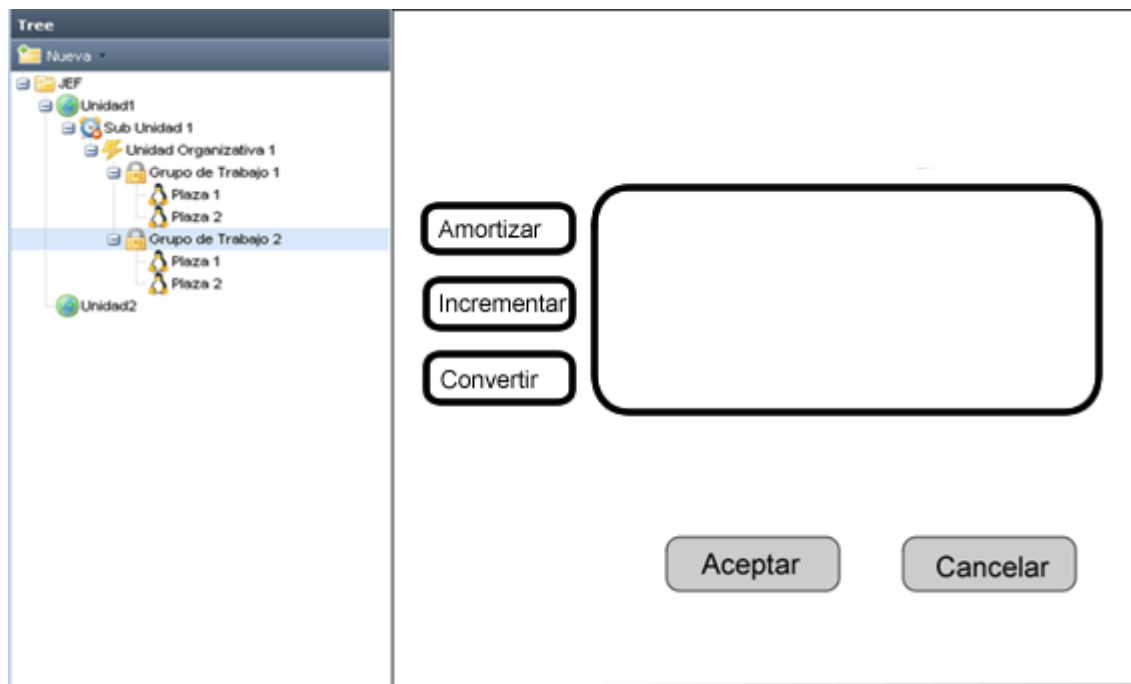 Tree
Nueva
JEF
Unidad1
Sub Unidad 1
Unidad Organizativa 1
Grupo de Trabajo 1
Plaza 1
Plaza 2
Grupo de Trabajo 2
Plaza 1
Plaza 2
Unidad2
Amortizar
Incrementar
Convertir
Aceptar
Cancelar